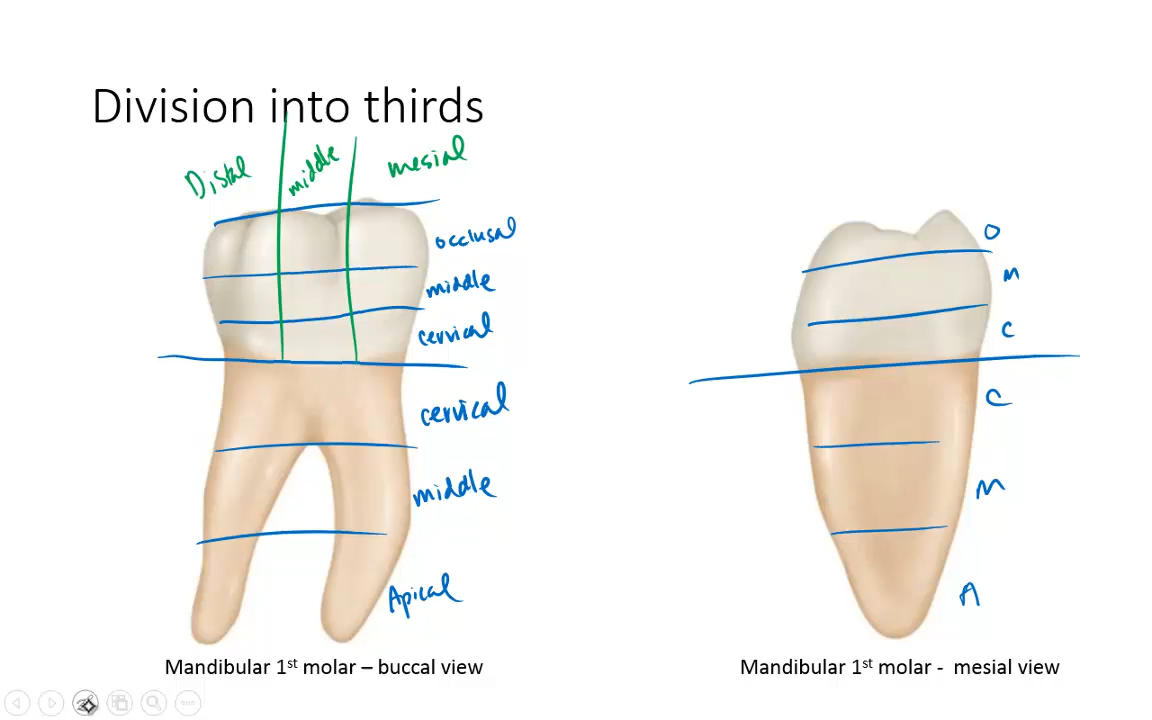 Division into thirds
Distal middle mesial
occlusal
middle
cervical
cervical
middle
Apical
O
M
C
C
M
A
Mandibular 1st molar – buccal view
Mandibular 1st molar - mesial view